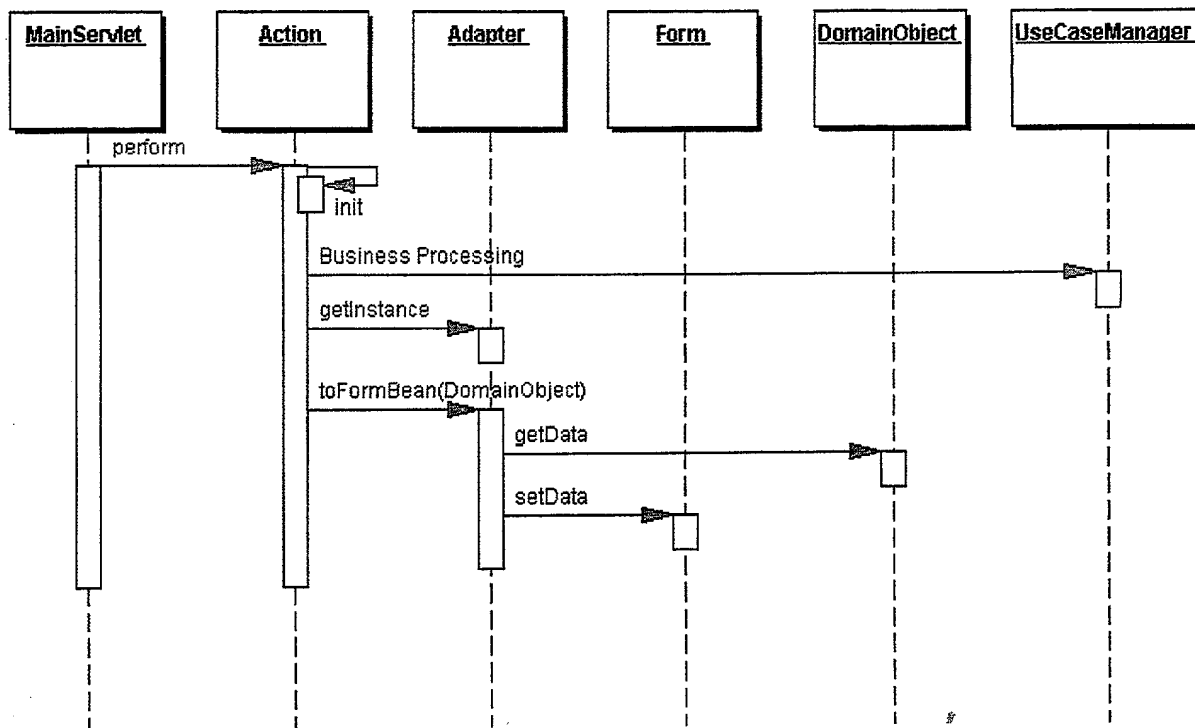 MainServlet
Action
Adapter
Form
DomainObject
UseCaseManager
perform
init
Business Processing
getInstance
toFormBean(DomainObject)
getData
setData